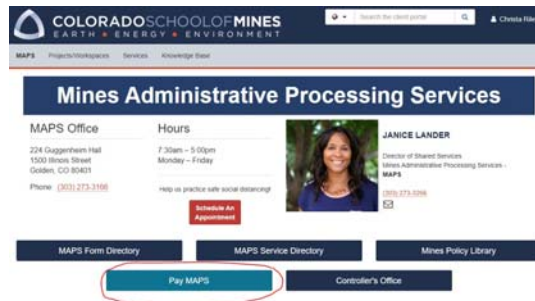 COLORADOSCHOOLOFMINES
EARTH ENERGY ENVIRONMENT
Search the client portal
Christa Rile
MAPS Projects/Workspaces Services Knowledge Base
Mines Administrative Processing Services
MAPS Office
224 Guggenheim Hall
1500 Illinois Street
Golden, CO 80401
Phone (303) 273-3166
Hours
7:30am – 5:00pm
Monday – Friday
Help us practice safe social distancing!
Schedule An
Appointment
JANICE LANDER
Director of Shared Services
Mines Administrative Processing Services -
MAPS
MAPS Form Directory
MAPS Service Directory
Mines Policy Library
Pay MAPS
Controller's Office